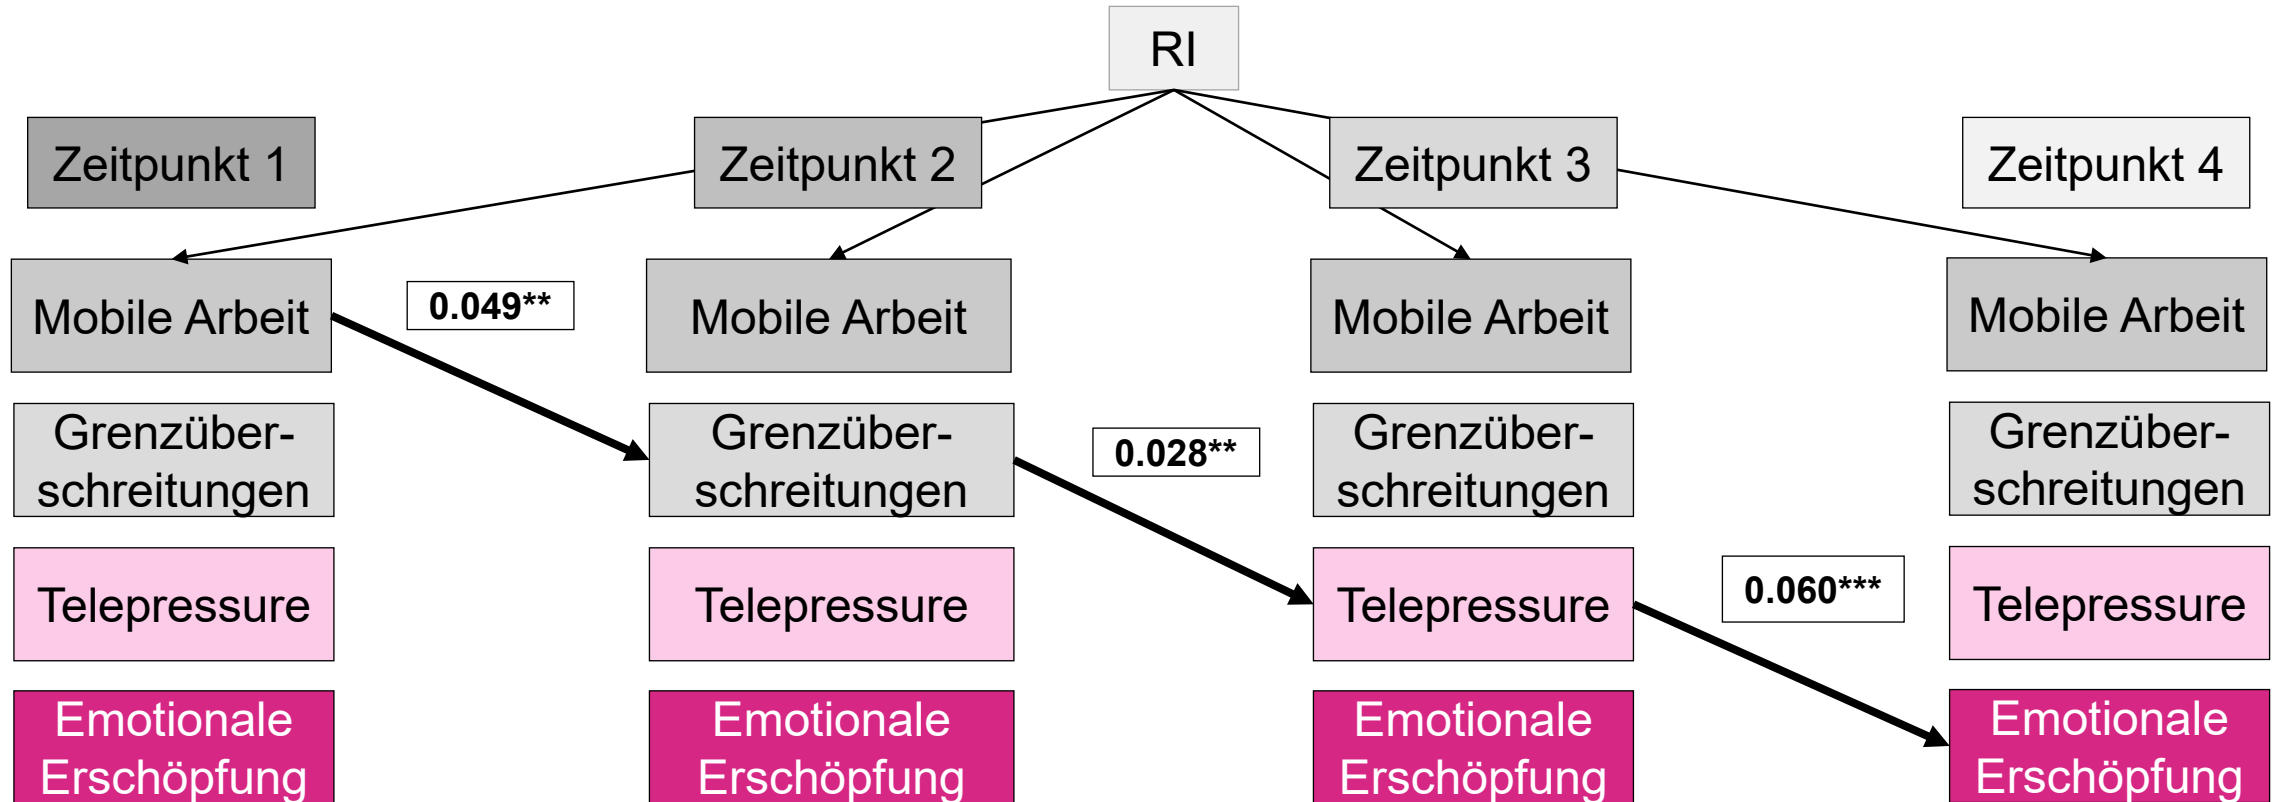 RI
Zeitpunkt 1
Zeitpunkt 2
Zeitpunkt 3
Zeitpunkt 4
Mobile Arbeit
0.049**
Mobile Arbeit
Mobile Arbeit
Mobile Arbeit
Grenzüber-
schreitungen
Grenzüber-
schreitungen
0.028**
Grenzüber-
schreitungen
Grenzüber-
schreitungen
Telepressure
Telepressure
Telepressure
0.060***
Telepressure
Emotionale
Erschöpfung
Emotionale
Erschöpfung
Emotionale
Erschöpfung
Emotionale
Erschöpfung